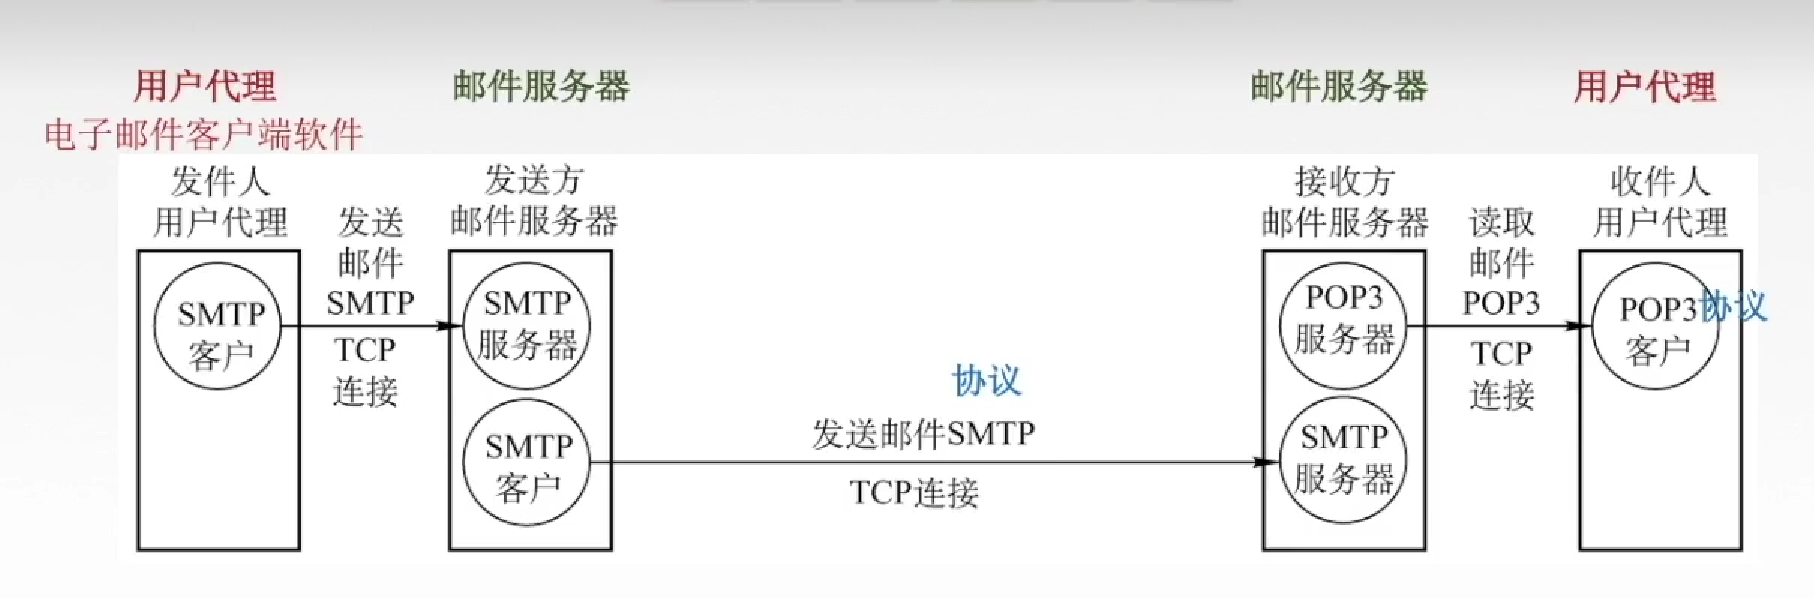 用户代理
邮件服务器
邮件服务器
用户代理
电子邮件客户端软件
发件人
用户代理
发送
邮件
SMTP
TCP
连接
发送方
邮件服务器
接收方
邮件服务器
读取
邮件
POP3
TCP
连接
收件人
用户代理
SMTP
客户
SMTP
服务器
POP3
服务器
POP3
客户
协议
协议
SMTP
客户
发送邮件SMTP
TCP连接
SMTP
服务器